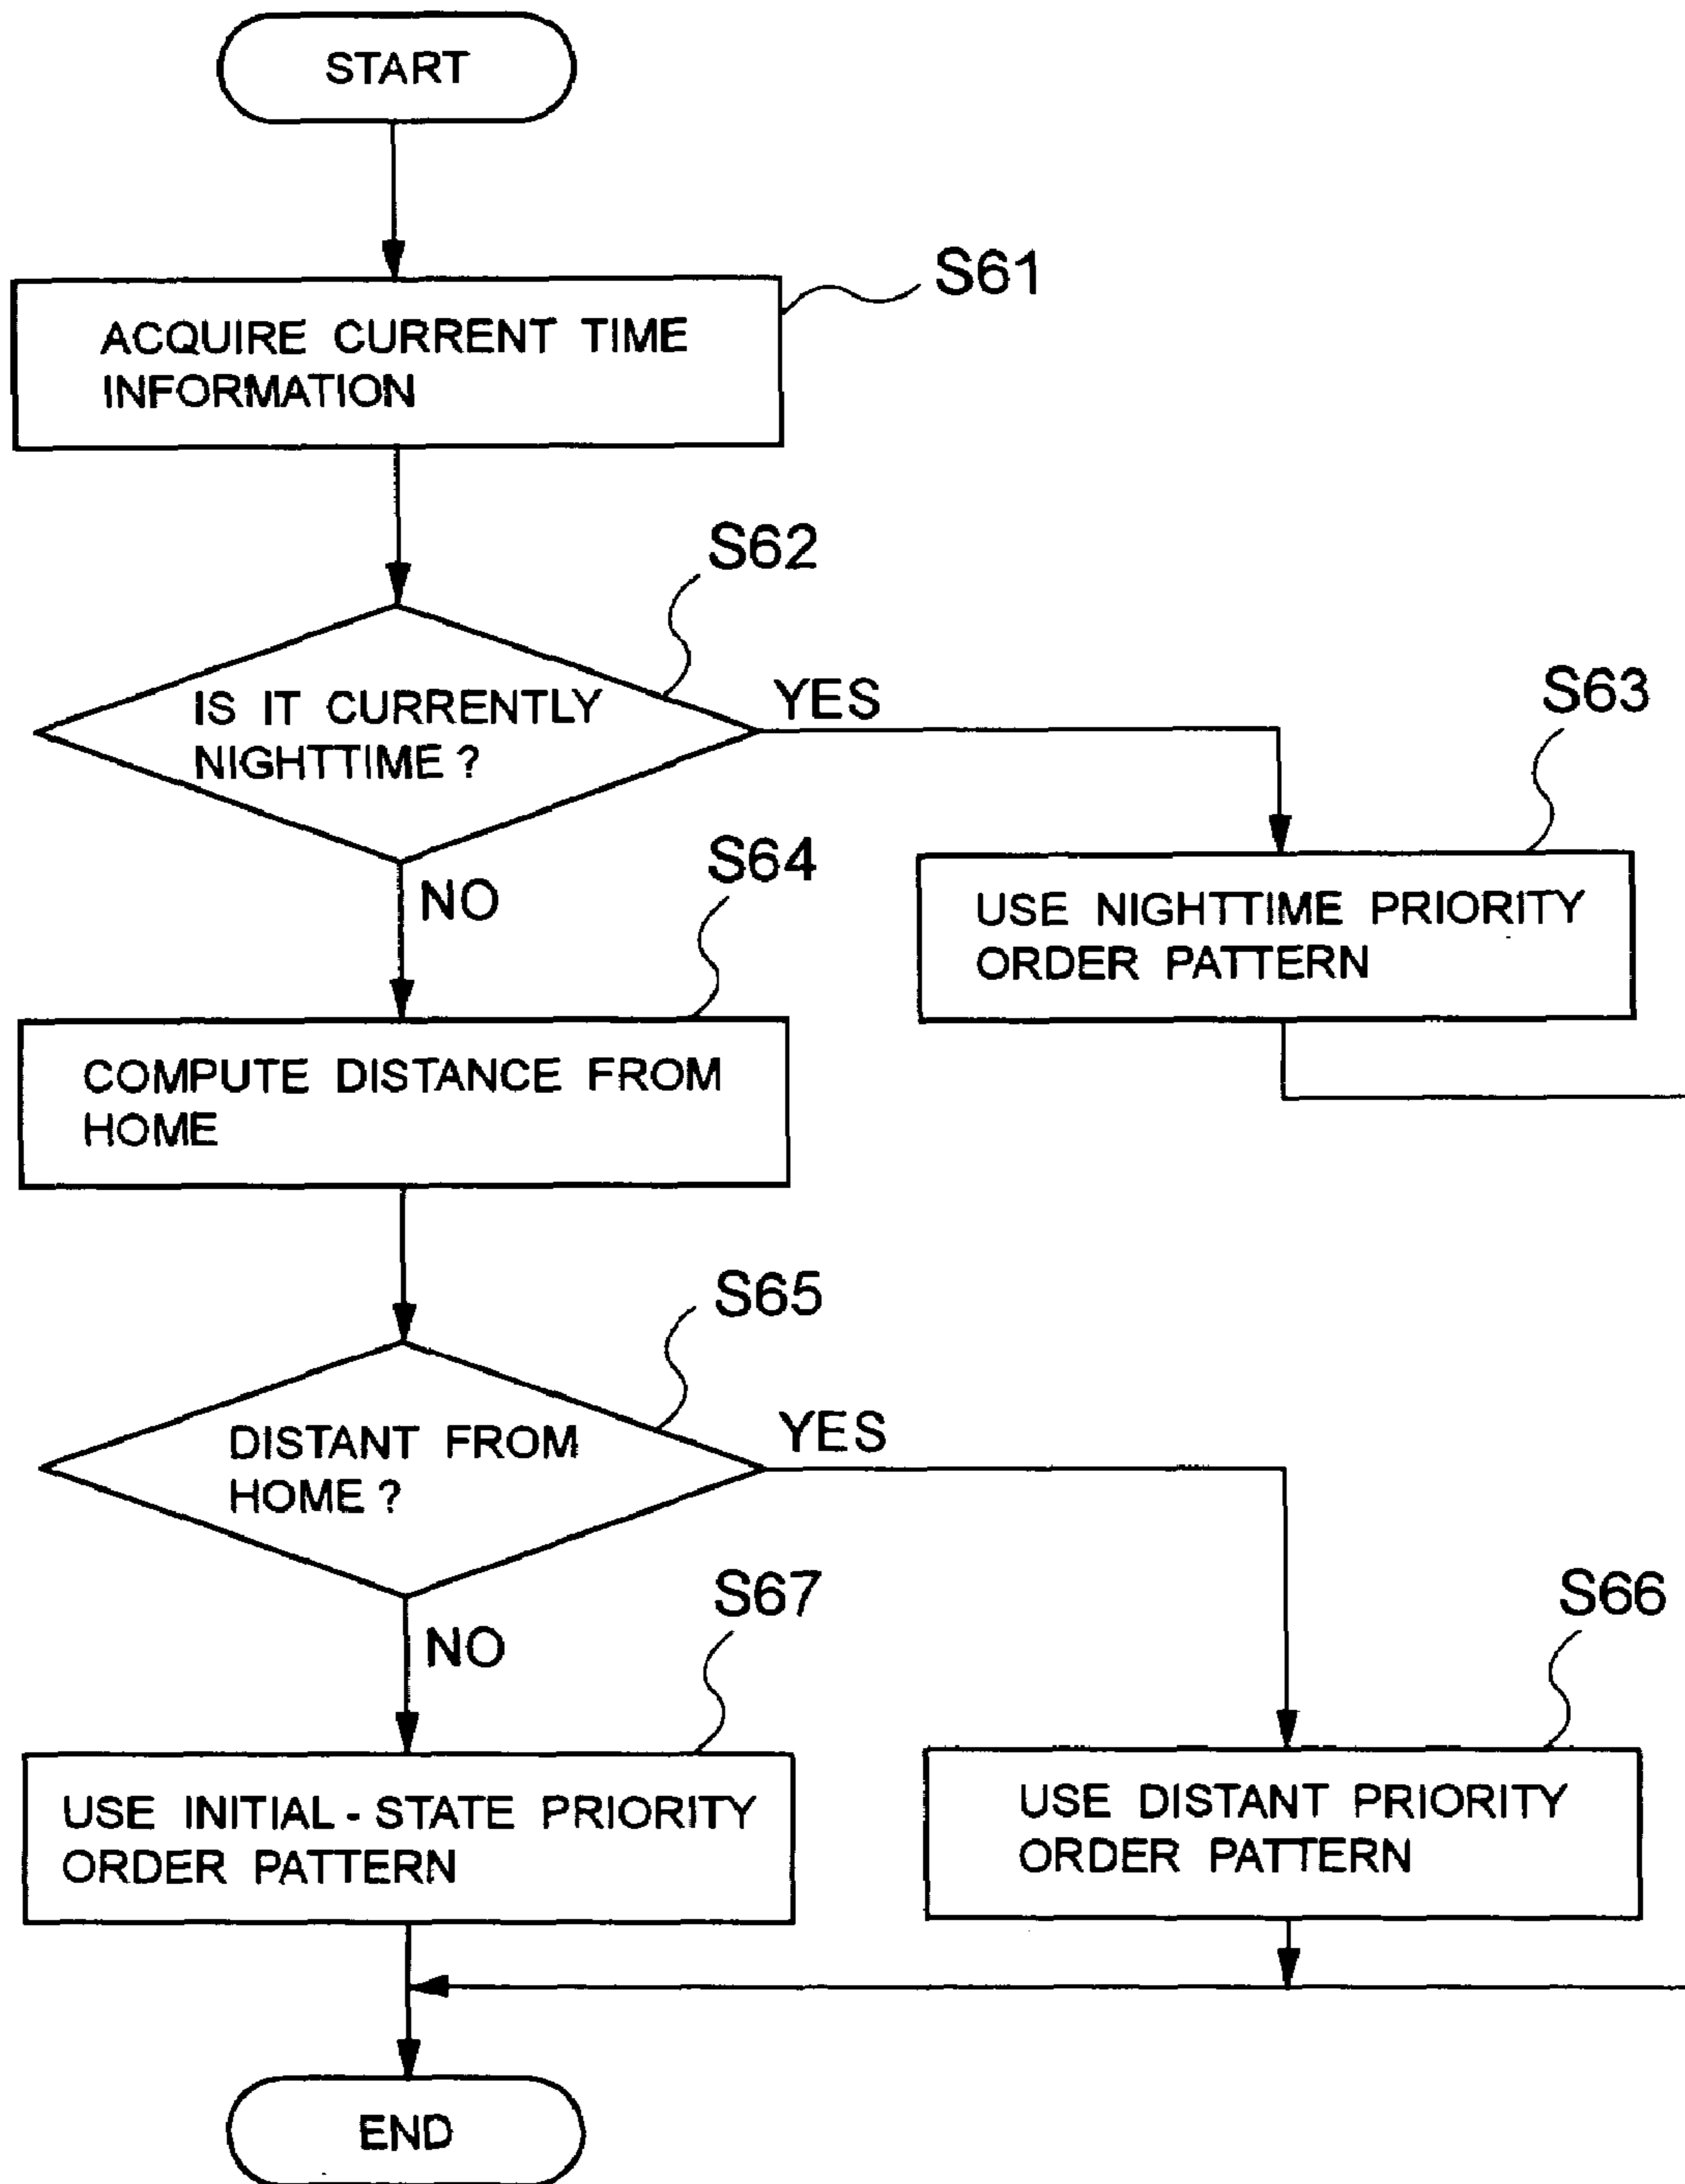 START
S61
ACQUIRE CURRENT TIME
INFORMATION
S62
IS IT CURRENTLY
NIGHTTIME ?
YES
S63
USE NIGHTTIME PRIORITY
ORDER PATTERN
NO
S64
COMPUTE DISTANCE FROM
HOME
S65
DISTANT FROM
HOME ?
YES
S66
USE DISTANT PRIORITY
ORDER PATTERN
NO
S67
USE INITIAL - STATE PRIORITY
ORDER PATTERN
END